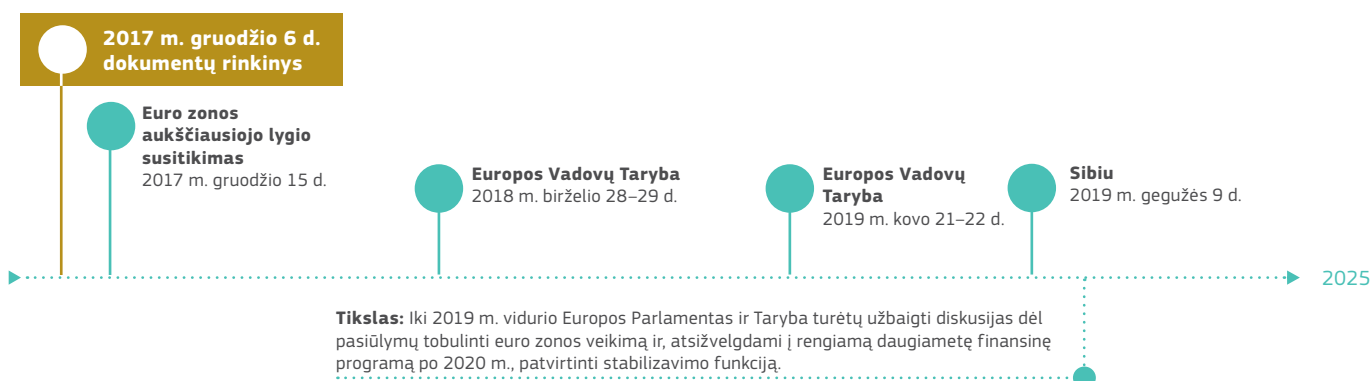 2017 m. gruodžio 6 d.
dokumentų rinkinys
Euro zonos
aukščiausiojo lygio
susitikimas
2017 m. gruodžio 15 d.
Europos Vadovų Taryba
2018 m. birželio 28–29 d.
Europos Vadovų
Taryba
2019 m. kovo 21–22 d.
Sibiu
2019 m. gegužės 9 d.
2025
Tikslas: Iki 2019 m. vidurio Europos Parlamentas ir Taryba turėtų užbaigti diskusijas dėl
pasiūlymų tobulinti euro zonos veikimą ir, atsižvelgdami į rengiamą daugiametę finansinę
programą po 2020 m., patvirtinti stabilizavimo funkciją.